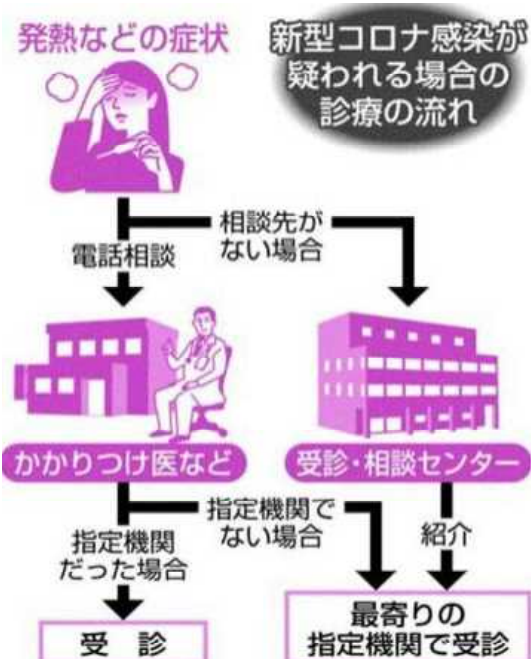 発熱などの症状
新型コロナ感染が
疑われる場合の
診療の流れ
電話相談
相談先が
ない場合
かかりつけ医など
受診・相談センター
指定機関
だった場合
指定機関で
ない場合
紹介
受診
最寄りの
指定機関で受診